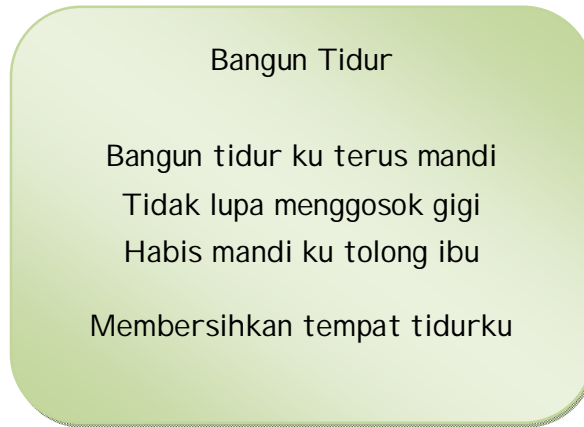 Bangun Tidur
Bangun tidur ku terus mandi
Tidak lupa menggosok gigi
Habis mandi ku tolong ibu
Membersihkan tempat tidurku